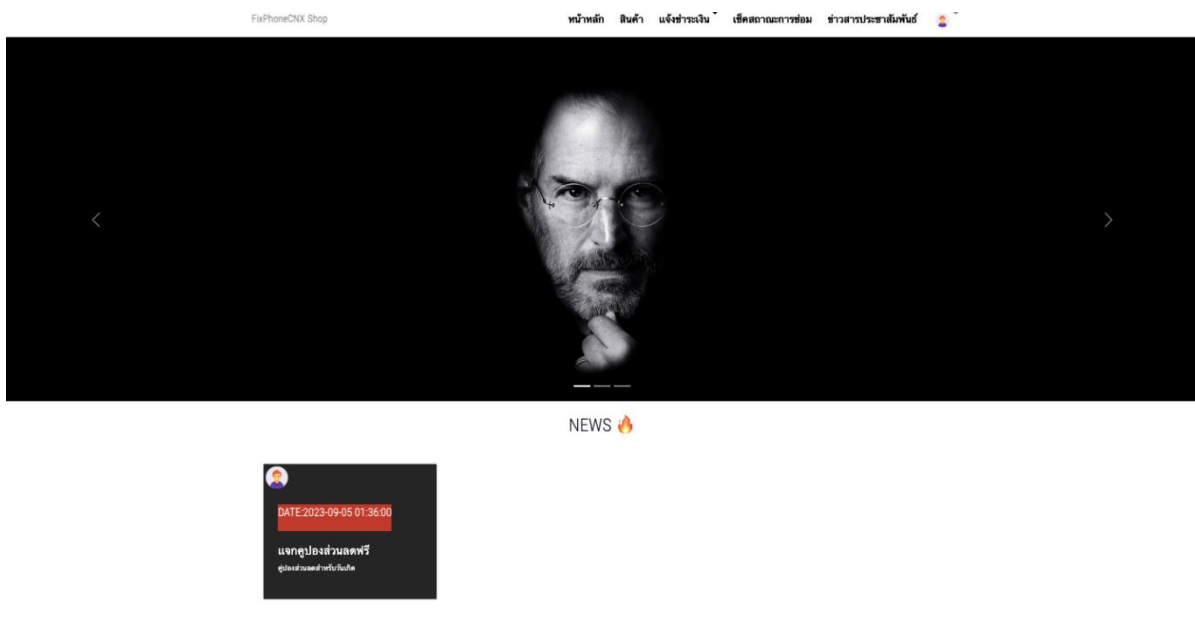 FixPhoneCNX Shop
หน้าหลัก สินค้า แจ้งชำระเงิน เช็คสถาณะการซ่อม ข่าวสารประชาสัมพันธ์
NEWS 🔥
DATE:2023-09-05 01:36:00
แจกคูปองส่วนลดฟรี
คู่ปองส่วนลดสำหรับวันเกิด